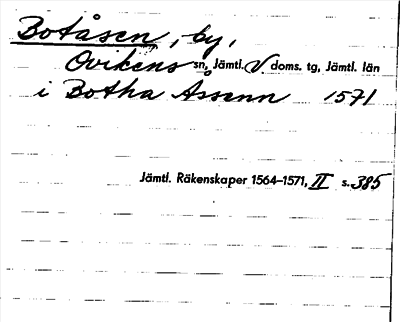 Botåsen, by,
Ovikens sn, Jämtl. V. doms. tg, Jämtl. län
i Botha Åssenn 1571
Jämtl. Räkenskaper 1564–1571, II s. 385